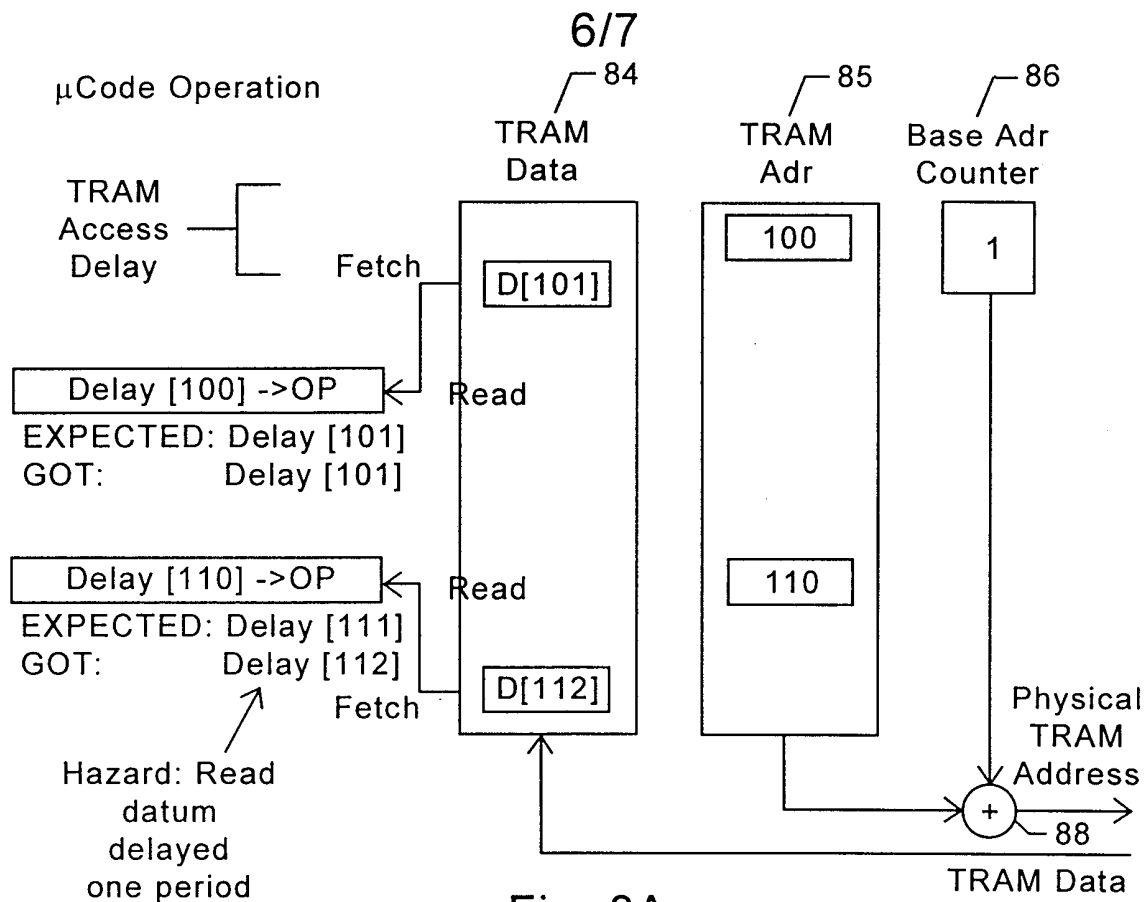 6/7
µCode Operation
84
85
86
TRAM
Data
TRAM
Adr
Base Adr
Counter
TRAM
Access
Delay
Fetch
D[101]
100
1
Delay [100] ->OP
Read
EXPECTED: Delay [101]
GOT: Delay [101]
Delay [110] ->OP
Read
110
EXPECTED: Delay [111]
GOT: Delay [112]
Fetch
D[112]
Physical
TRAM
Address
+
88
Hazard: Read
datum
delayed
one period
TRAM Data